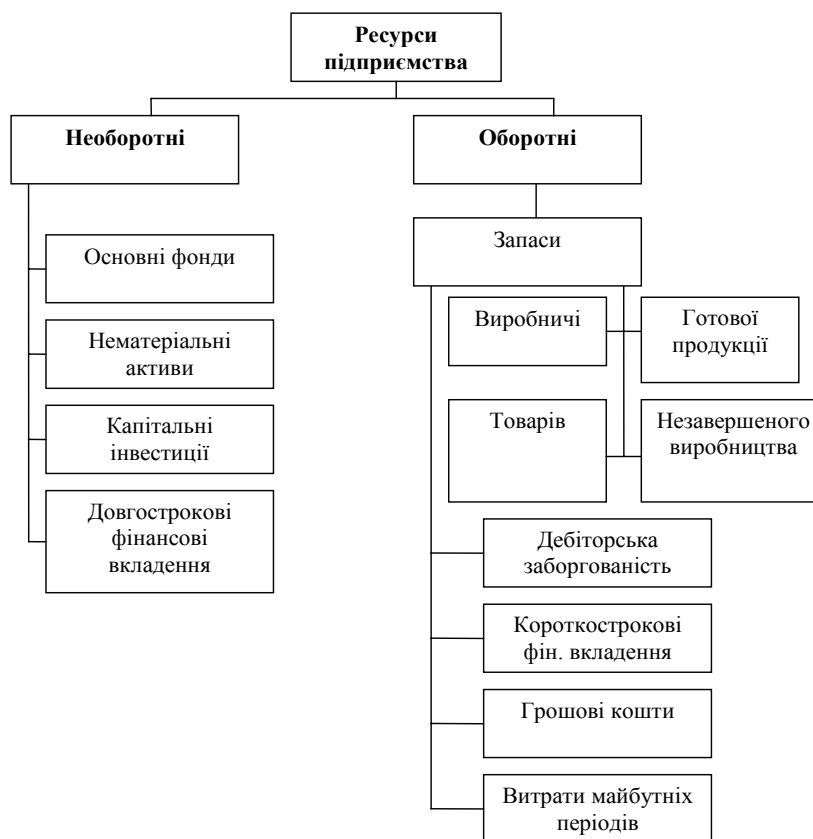 Ресурси
підприємства
Необоротні
Оборотні
Основні фонди
Нематеріальні
активи
Капітальні
інвестиції
Довгострокові
фінансові
вкладення
Запаси
Виробничі
Готової
продукції
Товарів
Незавершеного
виробництва
Дебіторська
заборгованість
Короткострокові
фін. вкладення
Грошові кошти
Витрати майбутніх
періодів